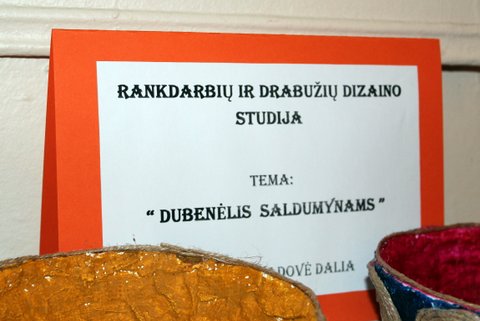 RANKDARBIŲ IR DRABUŽIŲ DIZAINO
STUDIJA
TEMA:
“ DUBENĖLIS SALDUMYNAMS ”
DALIA